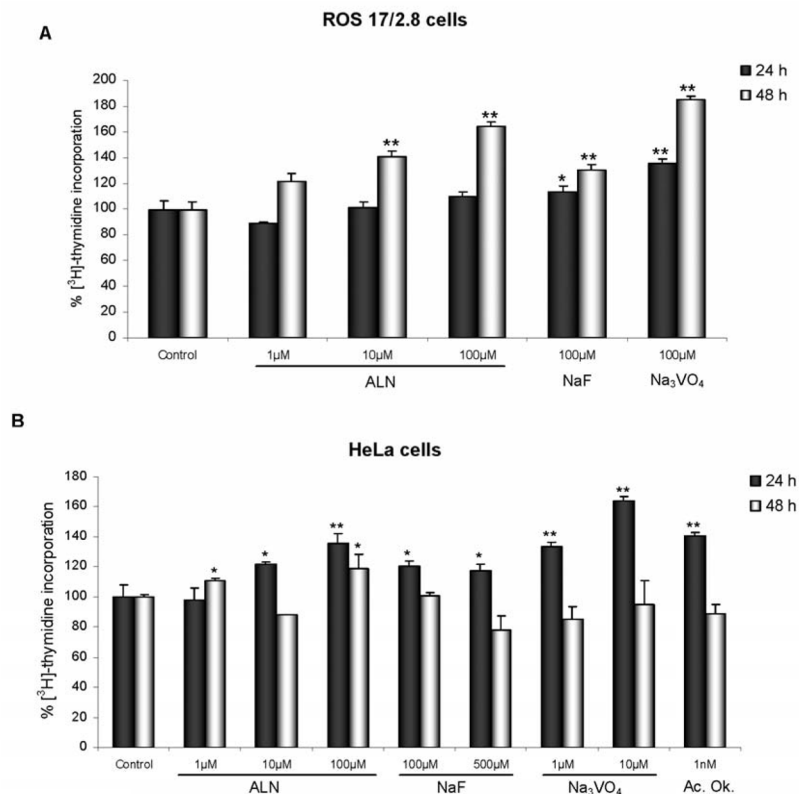 ROS 17/2.8 cells
A
24 h
48 h
% [³H]-thymidine incorporation
200
180
160
140
120
100
80
60
40
20
0
** ** * ** ** **
Control 1µM 10µM 100µM 100µM 100µM
ALN NaF Na₃VO₄
B
HeLa cells
24 h
48 h
% [³H]-thymidine incorporation
180
160
140
120
100
80
60
40
20
0
* * ** * * * ** ** **
Control 1µM 10µM 100µM 100µM 500µM 1µM 10µM 1nM
ALN NaF Na₃VO₄ Ac. Ok.